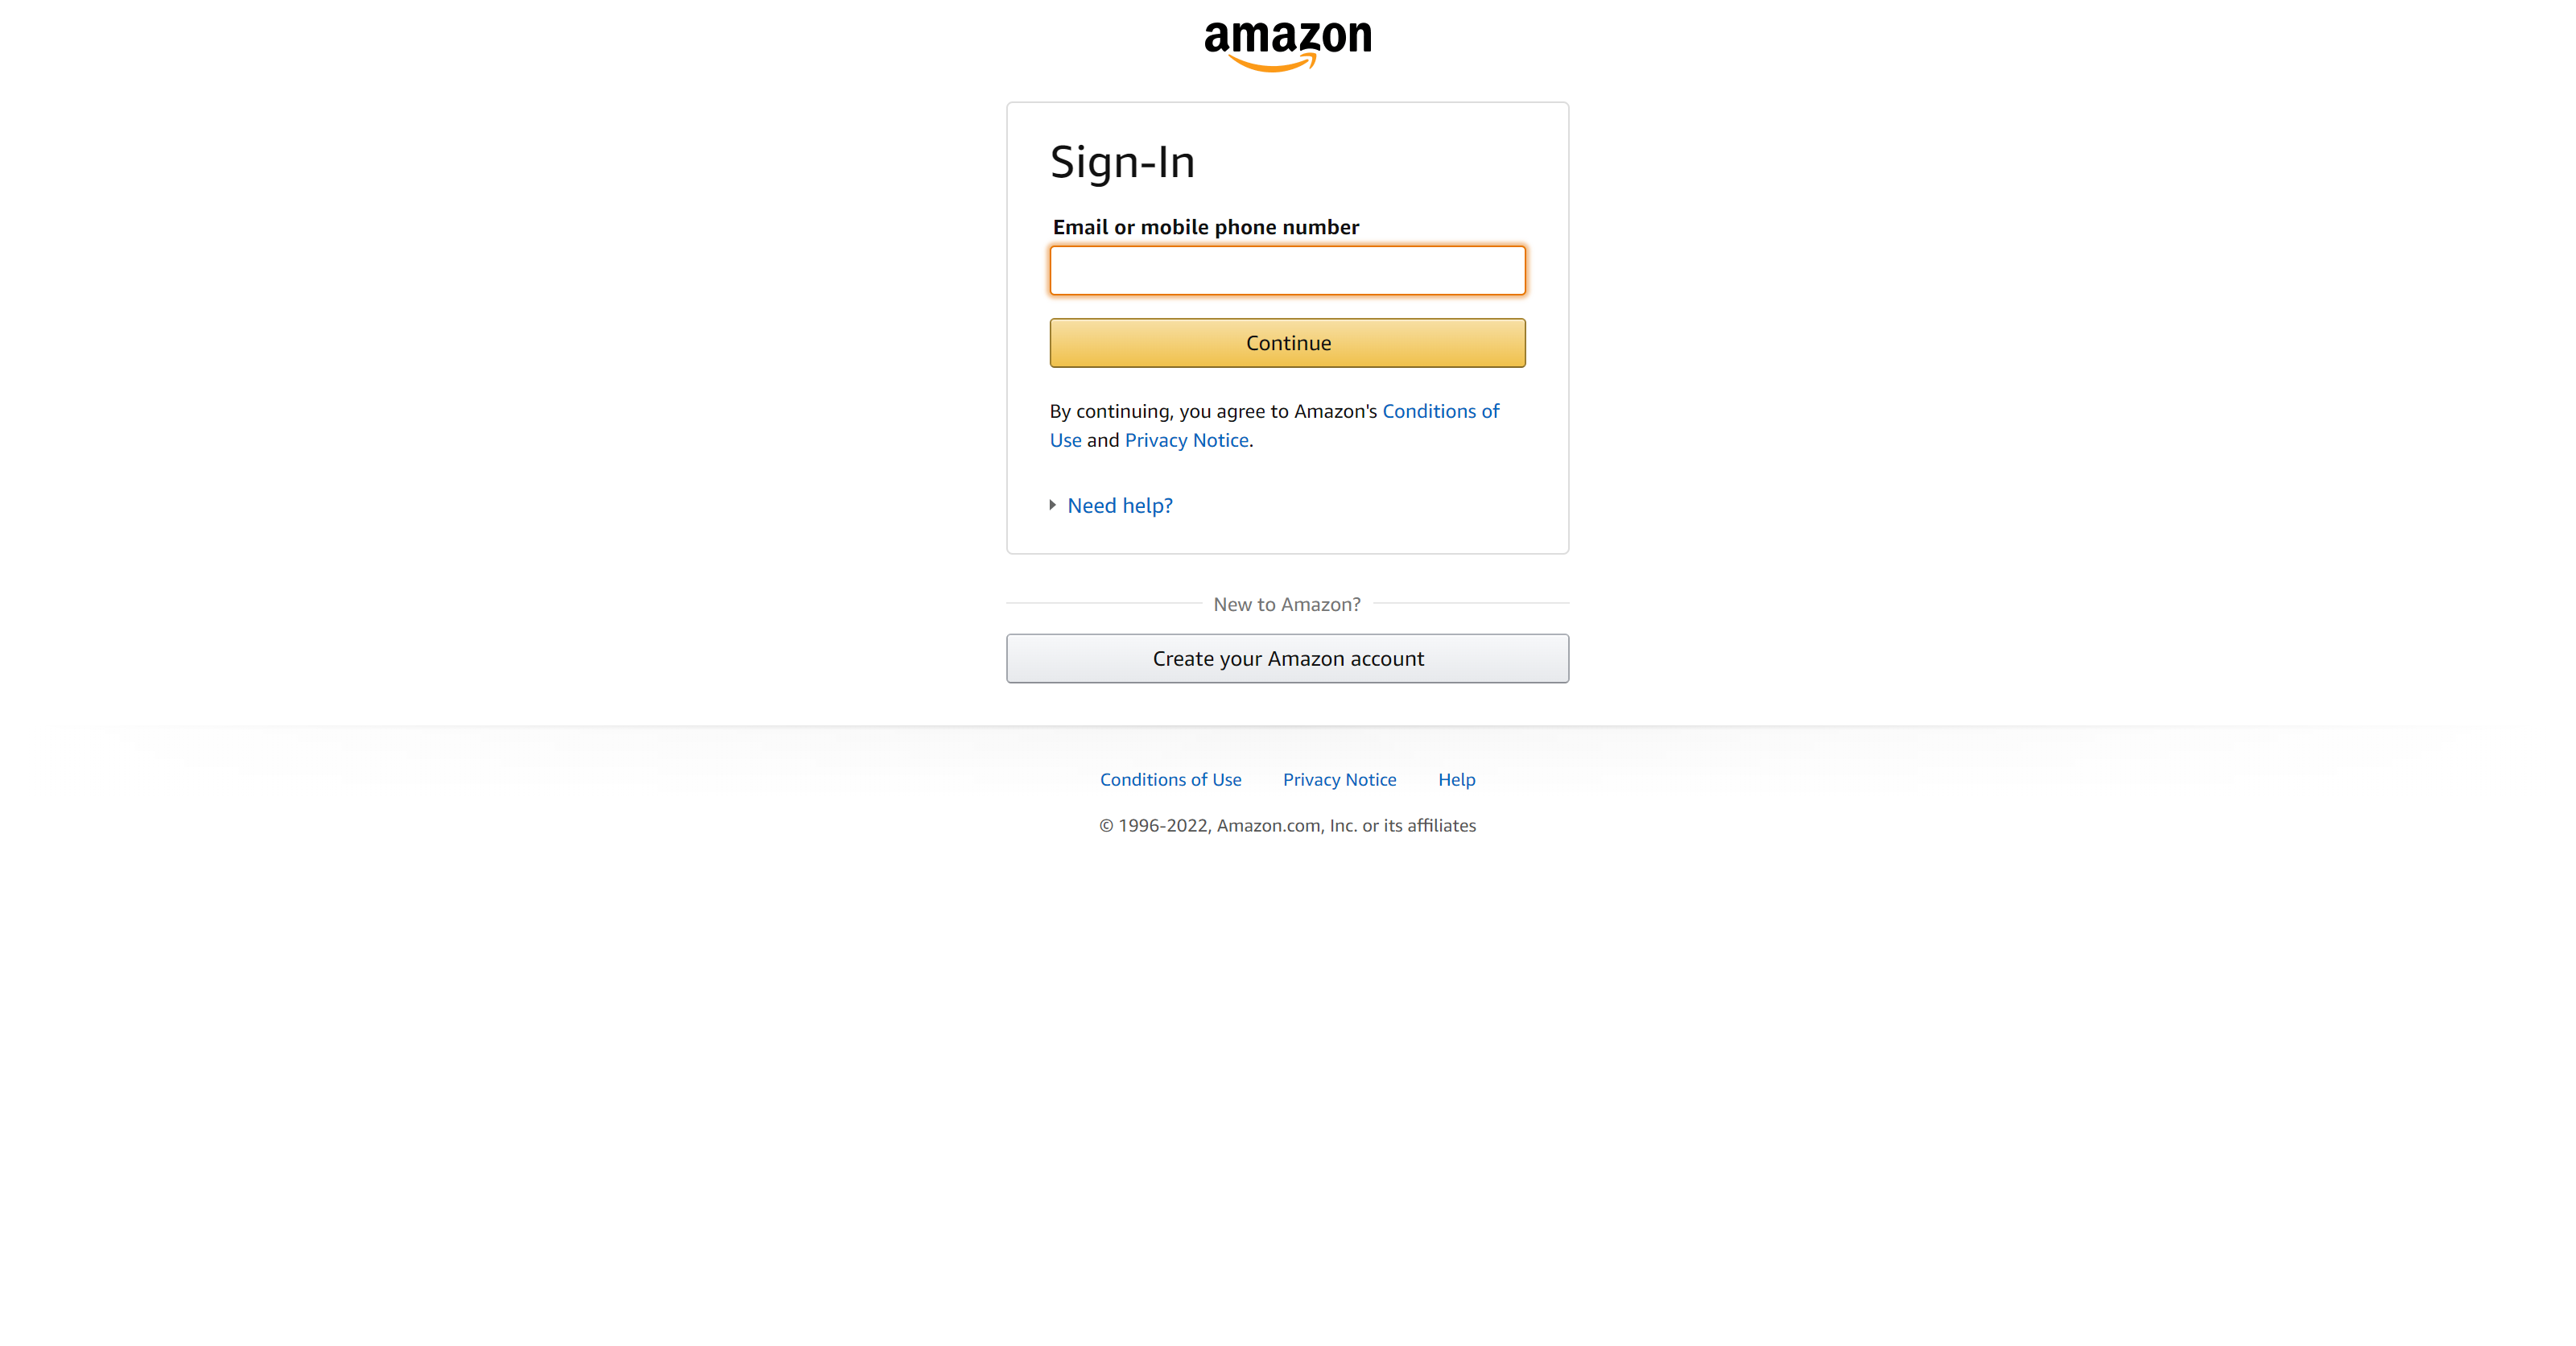 amazon
Sign-In
Email or mobile phone number
Continue
By continuing, you agree to Amazon's Conditions of
Use and Privacy Notice.
Need help?
New to Amazon?
Create your Amazon account
Conditions of Use Privacy Notice Help
© 1996-2022, Amazon.com, Inc. or its affiliates